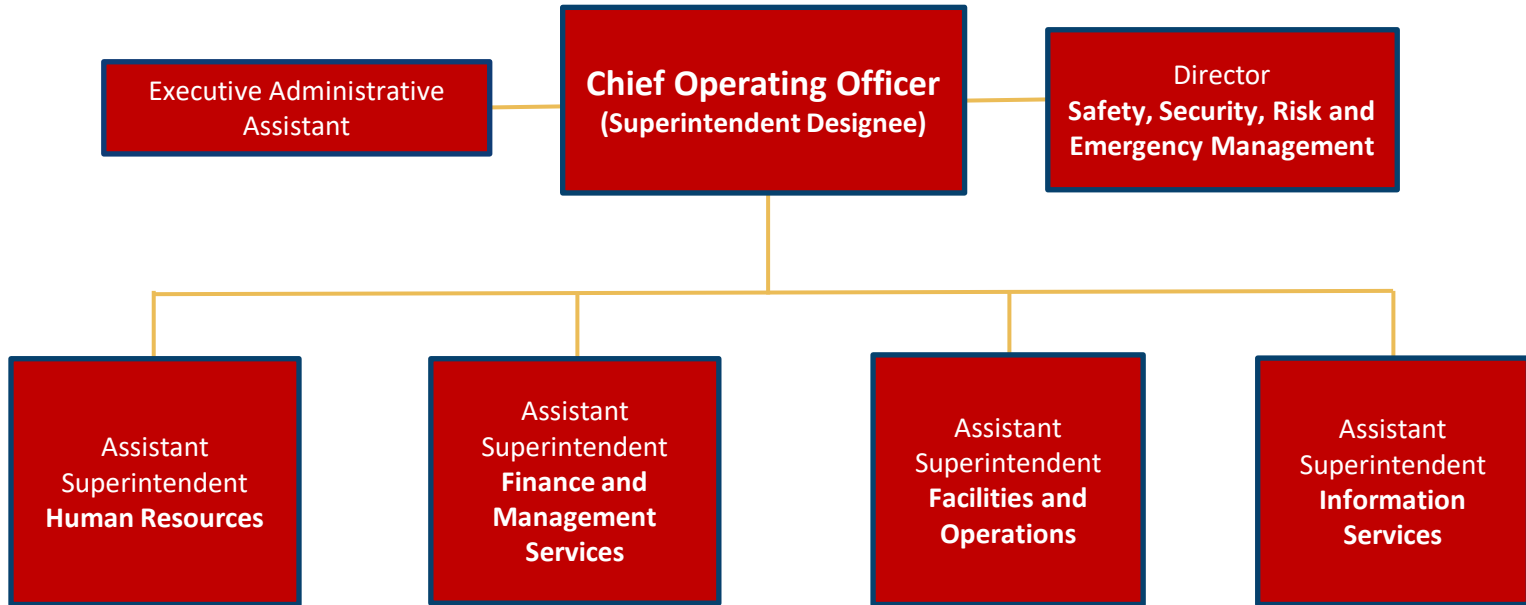 Executive Administrative
Assistant
Chief Operating Officer
(Superintendent Designee)
Director
Safety, Security, Risk and
Emergency Management
Assistant
Superintendent
Human Resources
Assistant
Superintendent
Finance and
Management
Services
Assistant
Superintendent
Facilities and
Operations
Assistant
Superintendent
Information
Services